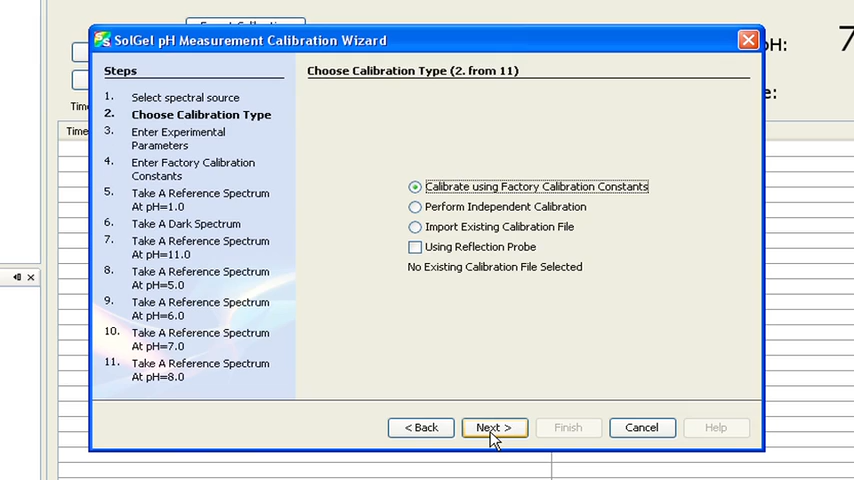 SolGel pH Measurement Calibration Wizard
pH:
7
e:
Time
Time
Steps
1. Select spectral source
2. Choose Calibration Type
3. Enter Experimental
Parameters
4. Enter Factory Calibration
Constants
5. Take A Reference Spectrum
At pH=1.0
6. Take A Dark Spectrum
7. Take A Reference Spectrum
At pH=11.0
8. Take A Reference Spectrum
At pH=5.0
9. Take A Reference Spectrum
At pH=6.0
10. Take A Reference Spectrum
At pH=7.0
11. Take A Reference Spectrum
At pH=8.0
Choose Calibration Type (2. from 11)
Calibrate using Factory Calibration Constants
Perform Independent Calibration
Import Existing Calibration File
Using Reflection Probe
No Existing Calibration File Selected
< Back
Next >
Finish
Cancel
Help